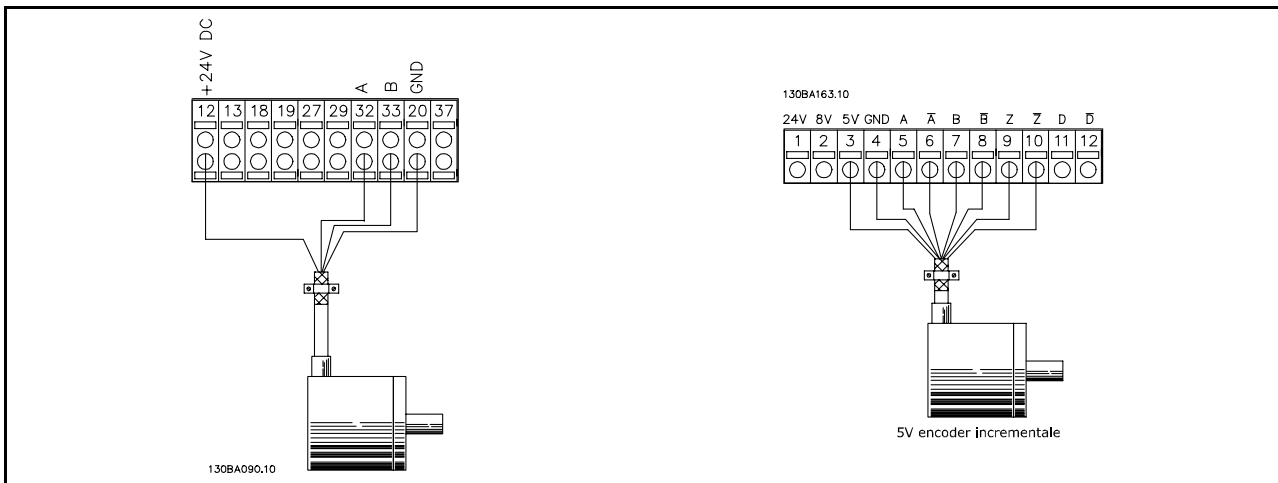 +24V DC
A
B
GND
12 13 18 19 27 29 32 33 20 37
130BA090.10
130BA163.10
24V 8V 5V GND A A̅ B B̅ Z Z̅ D D̅
1 2 3 4 5 6 7 8 9 10 11 12
5V encoder incrementale